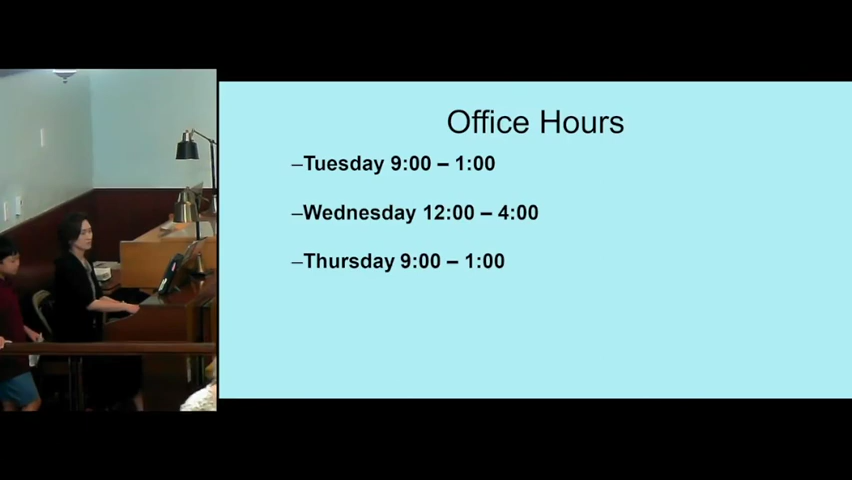 Office Hours
–Tuesday 9:00 – 1:00
–Wednesday 12:00 – 4:00
–Thursday 9:00 – 1:00